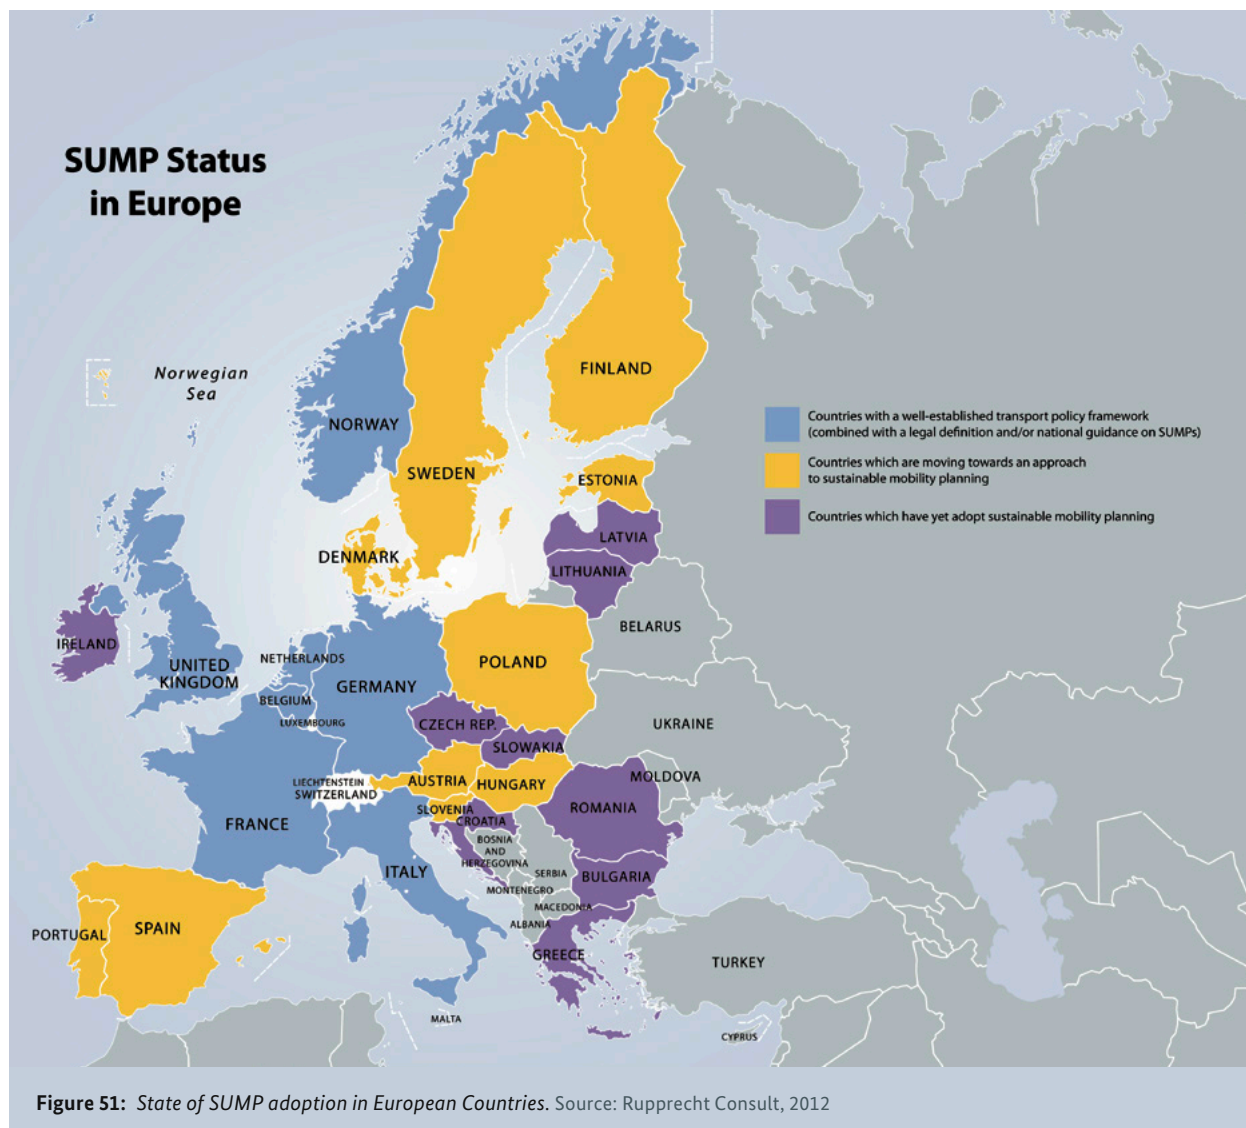 SUMP Status
in Europe
Norwegian
Sea
NORWAY
FINLAND
SWEDEN
ESTONIA
Countries with a well-established transport policy framework
(combined with a legal definition and/or national guidance on SUMPs)
Countries which are moving towards an approach
to sustainable mobility planning
Countries which have yet adopt sustainable mobility planning
LATVIA
DENMARK
LITHUANIA
BELARUS
IRELAND
UNITED
KINGDOM
NETHERLANDS
POLAND
GERMANY
BELGIUM
LUXEMBOURG
CZECH REP.
UKRAINE
SLOWAKIA
MOLDOVA
LIECHTENSTEIN
SWITZERLAND
AUSTRIA
HUNGARY
ROMANIA
SLOVENIA
CROATIA
FRANCE
BOSNIA
AND
HERZEGOVINA
ITALY
SERBIA
BULGARIA
MONTENEGRO
MACEDONIA
ALBANIA
PORTUGAL
SPAIN
GREECE
TURKEY
MALTA
CYPRUS
Figure 51: State of SUMP adoption in European Countries. Source: Rupprecht Consult, 2012